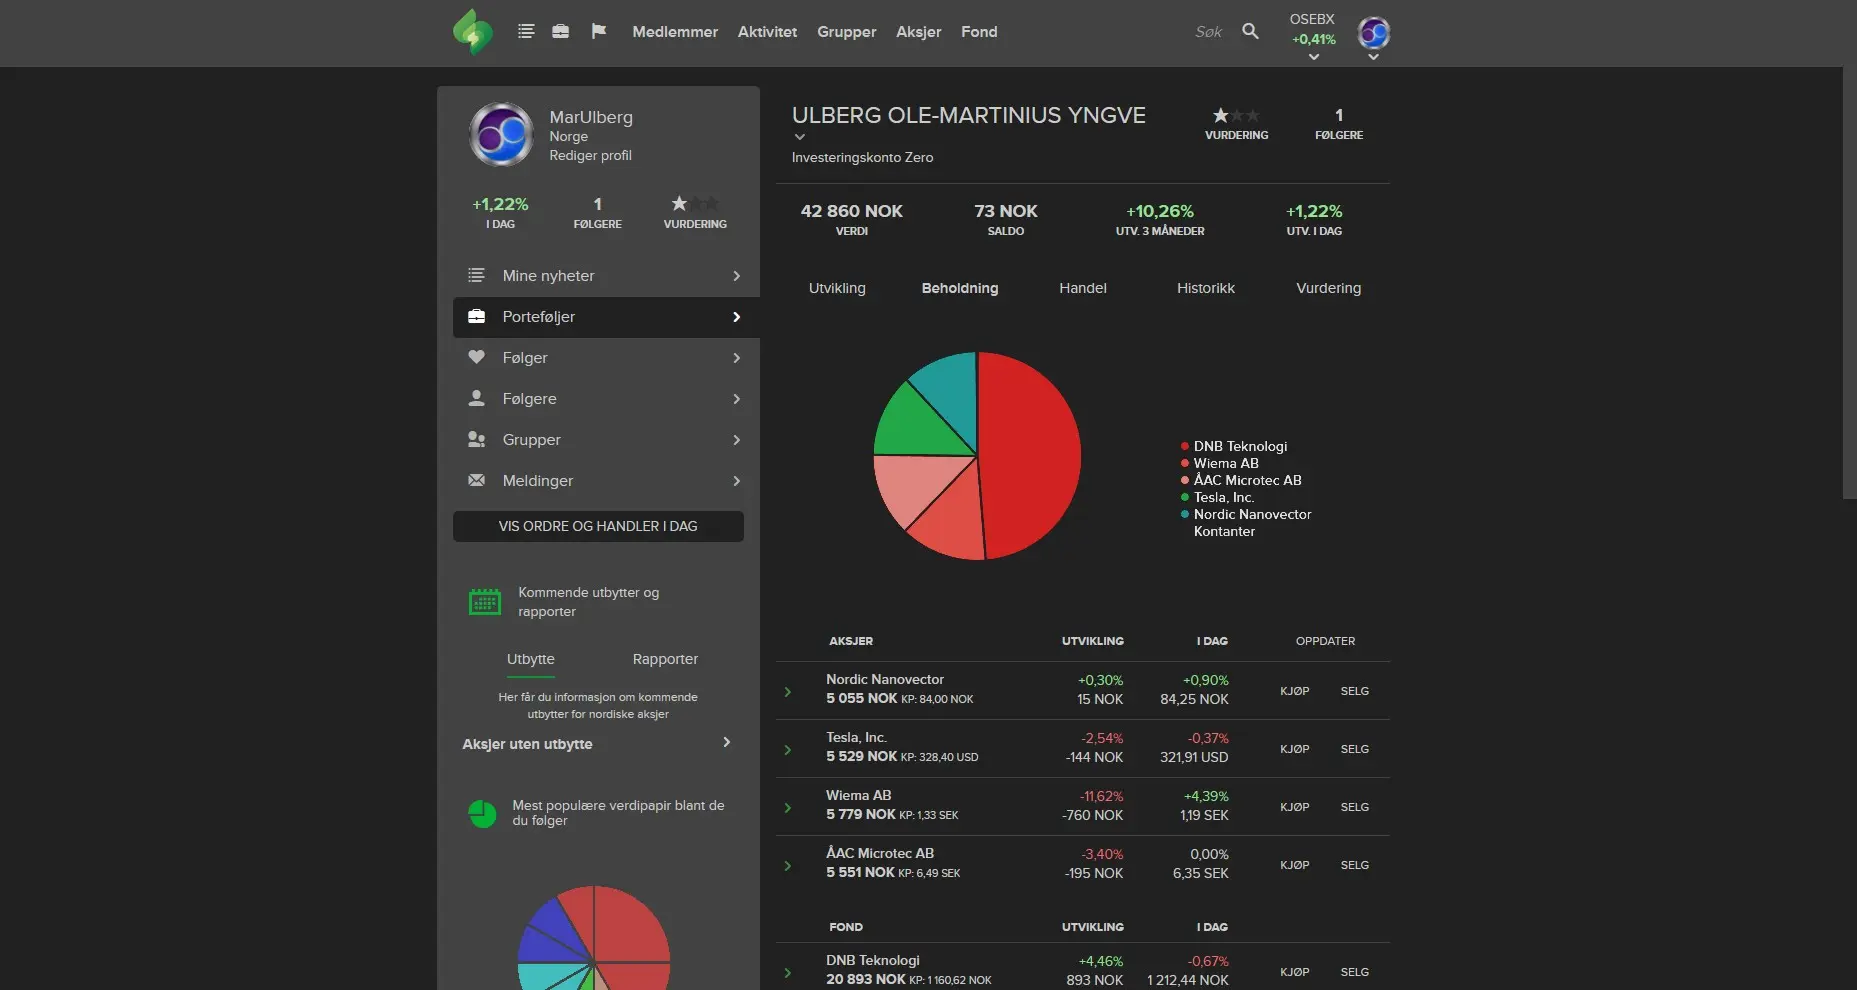 Medlemmer Aktivitet Grupper Aksjer Fond Søk OSEBX
+0,41%
MarUlberg
Norge
Rediger profil
+1,22% 1
I DAG FØLGERE VURDERING
Mine nyheter
Porteføljer
Følger
Følgere
Grupper
Meldinger
VIS ORDRE OG HANDLER I DAG
Kommende utbytter og
rapporter
Utbytte Rapporter
Her får du informasjon om kommende
utbytter for nordiske aksjer
Aksjer uten utbytte
Mest populære verdipapir blant de
du følger
ULBERG OLE-MARTINIUS YNGVE
Investeringskonto Zero
VURDERING
1
FØLGERE
42 860 NOK 73 NOK +10,26% +1,22%
VERDI SALDO UTV. 3 MÅNEDER UTV. I DAG
Utvikling Beholdning Handel Historikk Vurdering
DNB Teknologi
Wiema AB
ÅAC Microtec AB
Tesla, Inc.
Nordic Nanovector
Kontanter
AKSJER UTVIKLING I DAG OPPDATER
Nordic Nanovector +0,30% +0,90%
5 055 NOK KP: 84,00 NOK 15 NOK 84,25 NOK
KJØP SELG
Tesla, Inc. -2,54% -0,37%
5 529 NOK KP: 328,40 USD -144 NOK 321,91 USD
KJØP SELG
Wiema AB -11,62% +4,39%
5 779 NOK KP: 1,33 SEK -760 NOK 1,19 SEK
KJØP SELG
ÅAC Microtec AB -3,40% 0,00%
5 551 NOK KP: 6,49 SEK -195 NOK 6,35 SEK
KJØP SELG
FOND UTVIKLING I DAG
DNB Teknologi +4,46% -0,67%
20 893 NOK KP: 1 160,62 NOK 893 NOK 1 212,44 NOK
KJØP SELG